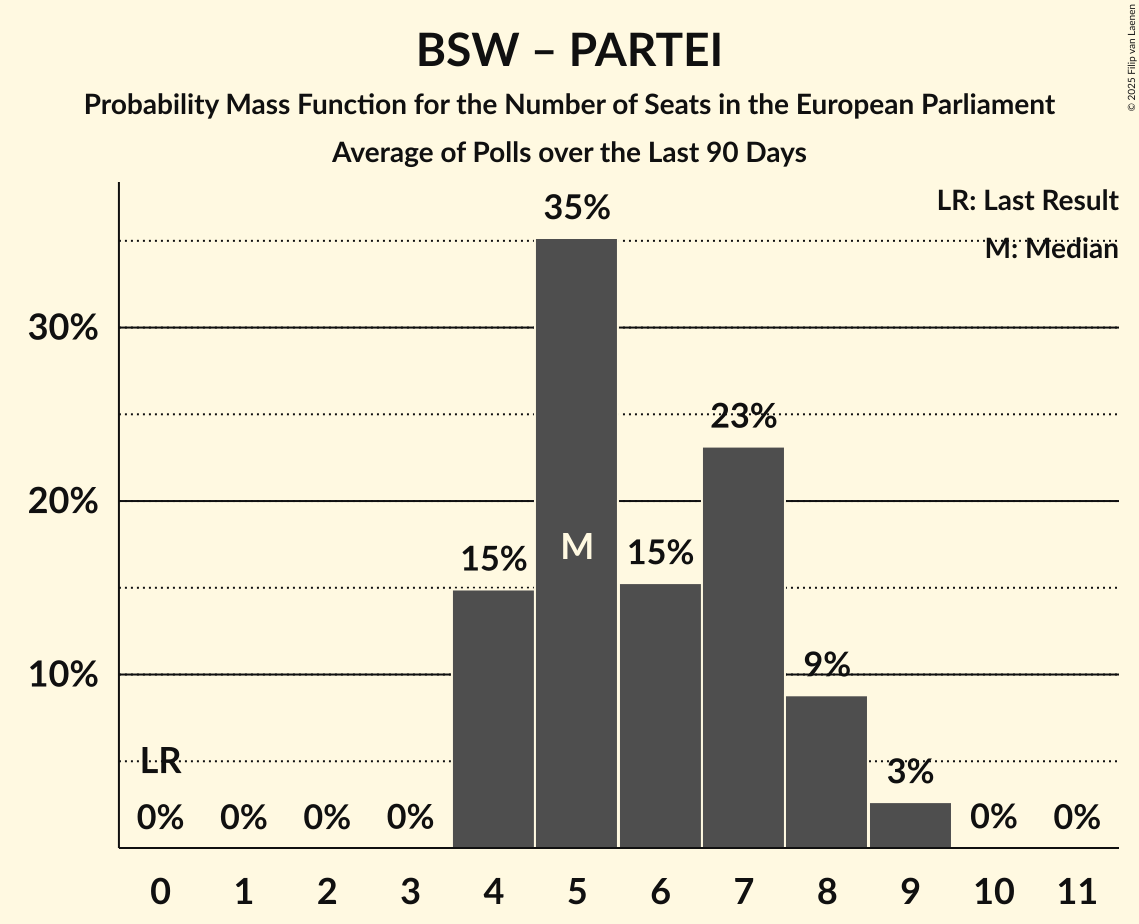 BSW – PARTEI
Probability Mass Function for the Number of Seats in the European Parliament
Average of Polls over the Last 90 Days
© 2025 Filip van Laenen
LR: Last Result
M: Median
35%
30%
23%
20%
15%
M
15%
10%
9%
LR
3%
0% 0% 0% 0% 0% 0%
0 1 2 3 4 5 6 7 8 9 10 11